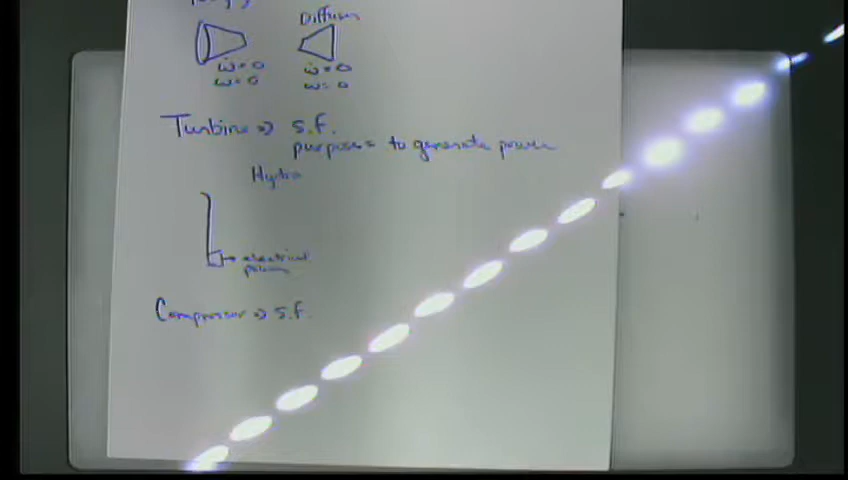 Diffuser
ẇ=0 ẇ=0
w=0 w=0
Turbine => S.f.
purpose = to generate power
Hydro
→ electrical
power
Compressor => S.f.